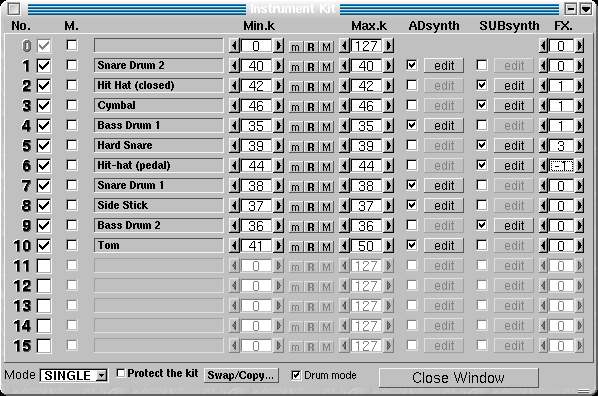 Instrument Kit
No. M. Min.k Max.k ADsynth SUBsynth FX.
0 0 m R M 127 0
1 Snare Drum 2 40 m R M 40 edit edit 0
2 Hit Hat (closed) 42 m R M 42 edit edit 1
3 Cymbal 46 m R M 46 edit edit 1
4 Bass Drum 1 35 m R M 35 edit edit 1
5 Hard Snare 39 m R M 39 edit edit 3
6 Hit-hat (pedal) 44 m R M 44 edit edit -1
7 Snare Drum 1 38 m R M 38 edit edit 0
8 Side Stick 37 m R M 37 edit edit 0
9 Bass Drum 2 36 m R M 36 edit edit 0
10 Tom 41 m R M 50 edit edit 0
11 0 m R M 127 edit edit 0
12 0 m R M 127 edit edit 0
13 0 m R M 127 edit edit 0
14 0 m R M 127 edit edit 0
15 0 m R M 127 edit edit 0
Mode SINGLE Protect the kit Swap/Copy... Drum mode Close Window